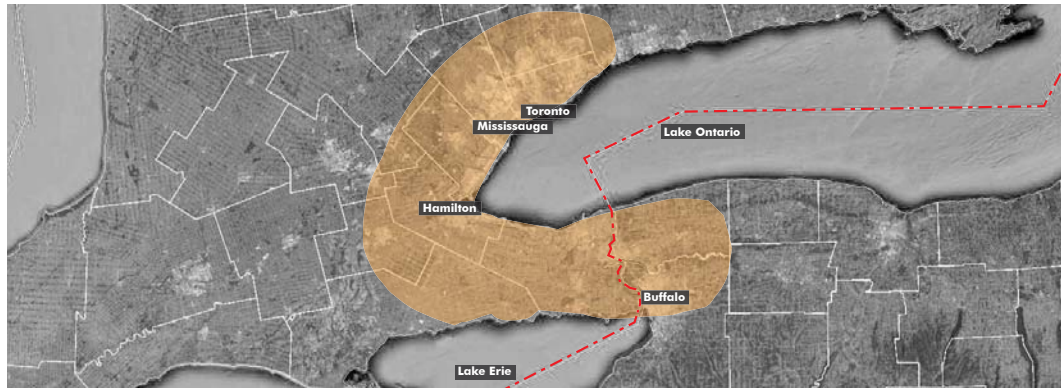 Toronto
Mississauga
Lake Ontario
Hamilton
Buffalo
Lake Erie